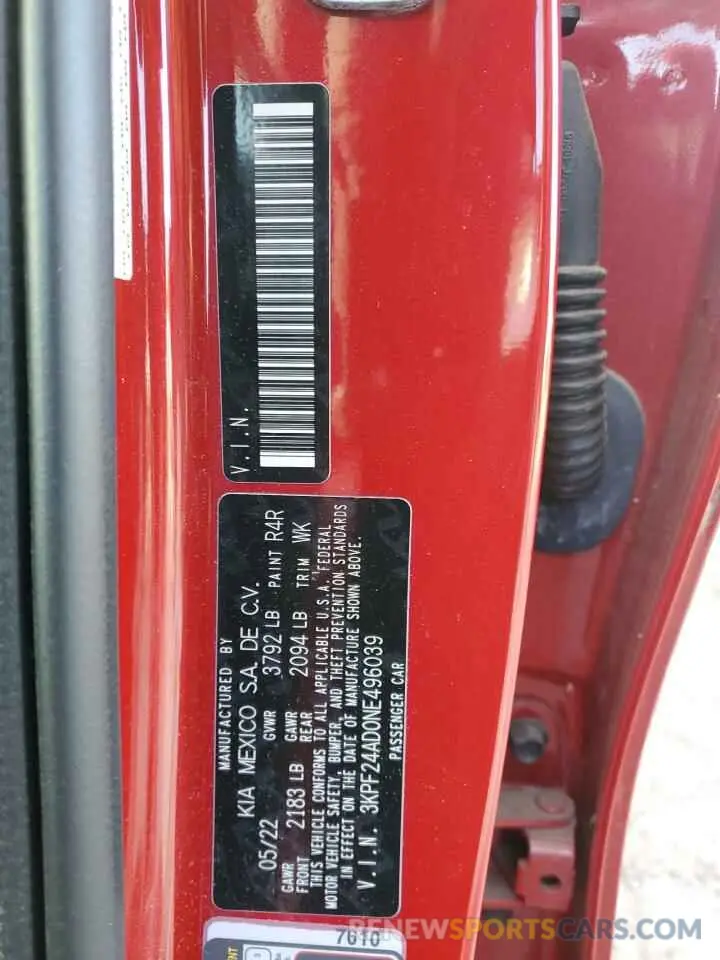 V.I.N.
MANUFACTURED BY
KIA MEXICO S.A. DE C.V.
05/22 GVWR 3792 LB PAINT R4R
GAWR FRONT 2183 LB GAWR REAR 2094 LB TRIM WK
THIS VEHICLE CONFORMS TO ALL APPLICABLE U.S.A. FEDERAL
MOTOR VEHICLE SAFETY, BUMPER, AND THEFT PREVENTION STANDARDS
IN EFFECT ON THE DATE OF MANUFACTURE SHOWN ABOVE.
V.I.N. 3KPF24AD0NE496039
PASSENGER CAR
7610
RENEWSPORTSCARS.COM